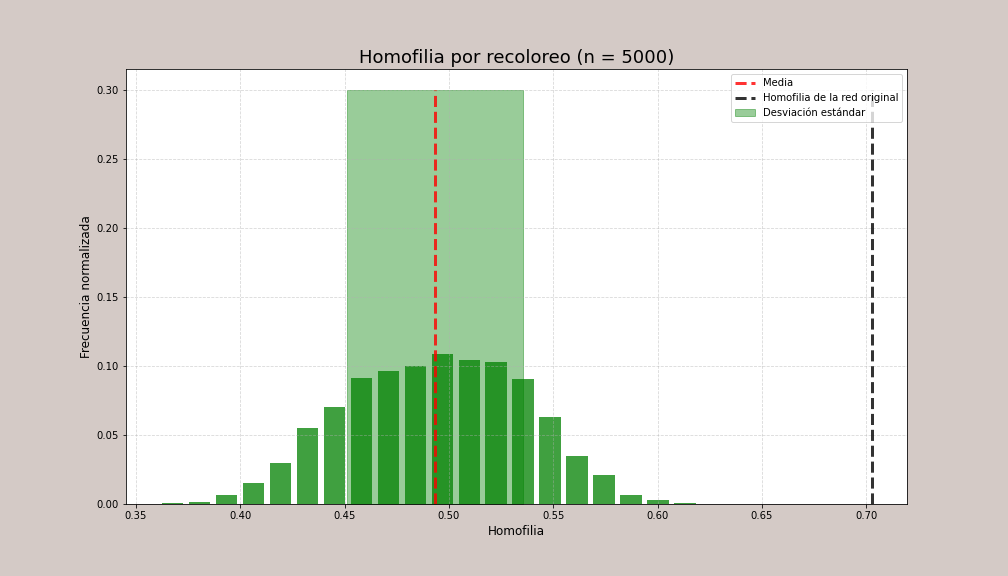 Homofilia por recoloreo (n = 5000)
Media
Homofilia de la red original
Desviación estándar
Frecuencia normalizada
0.30
0.25
0.20
0.15
0.10
0.05
0.00
0.35 0.40 0.45 0.50 0.55 0.60 0.65 0.70
Homofilia